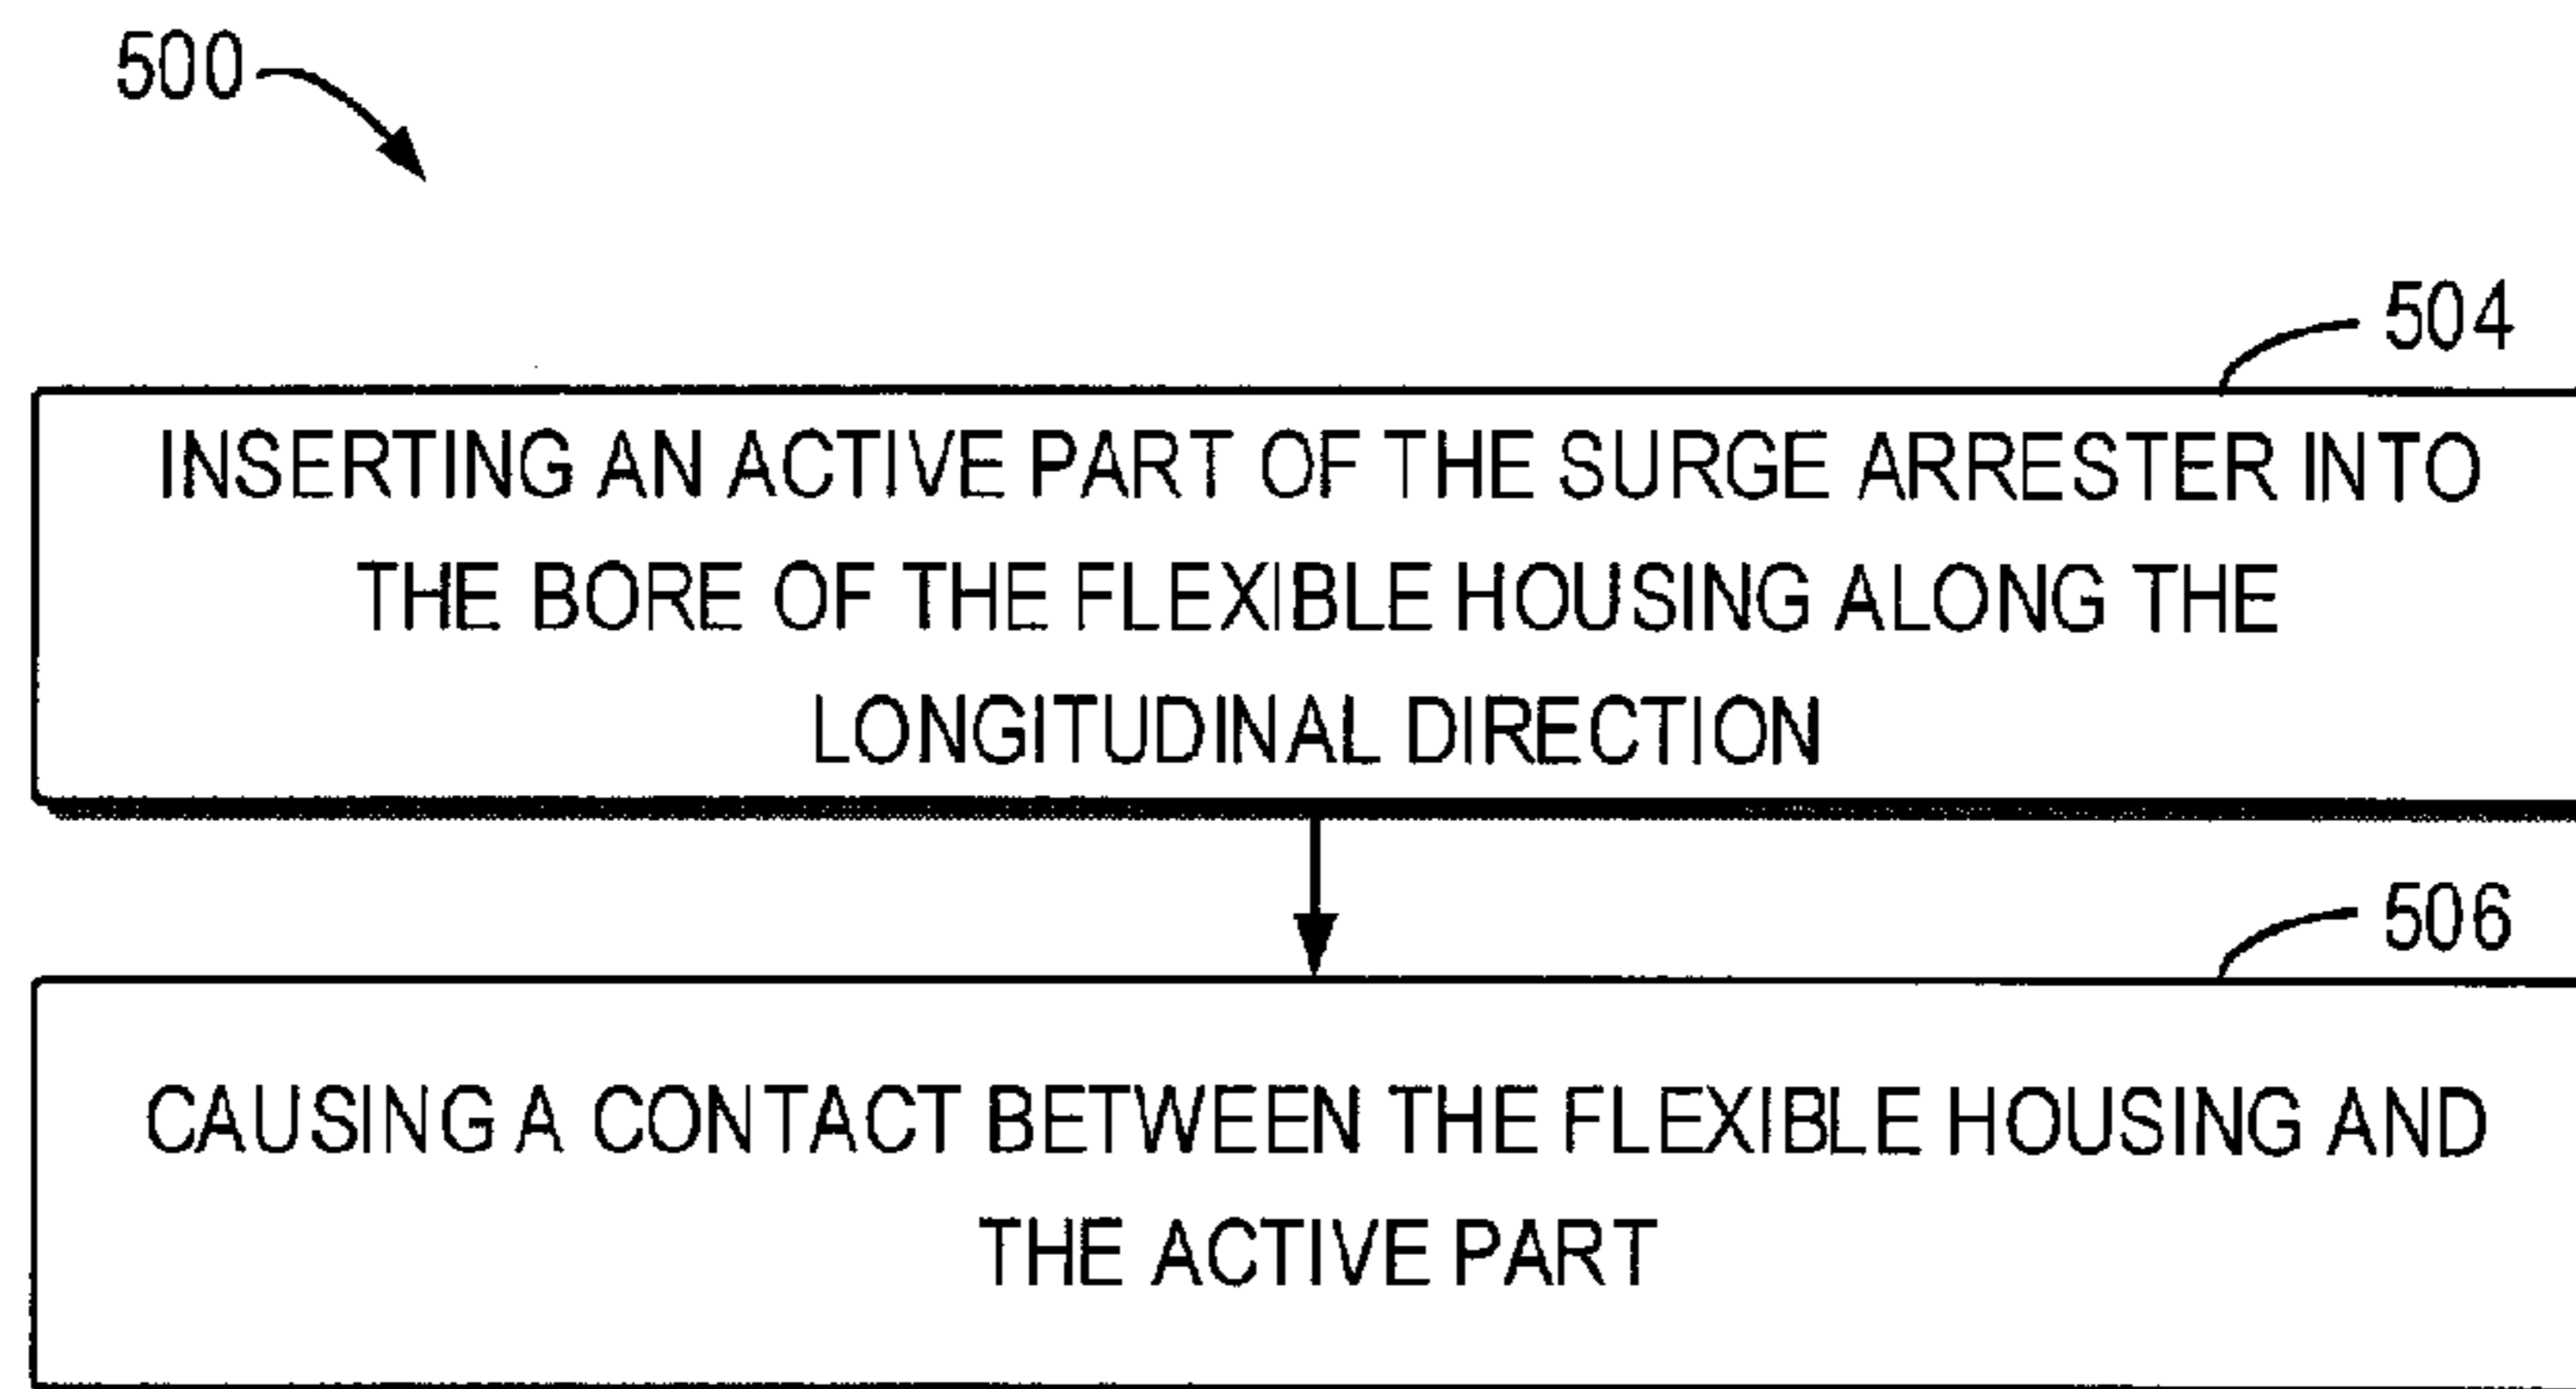 500
504
INSERTING AN ACTIVE PART OF THE SURGE ARRESTER INTO
THE BORE OF THE FLEXIBLE HOUSING ALONG THE
LONGITUDINAL DIRECTION
506
CAUSING A CONTACT BETWEEN THE FLEXIBLE HOUSING AND
THE ACTIVE PART